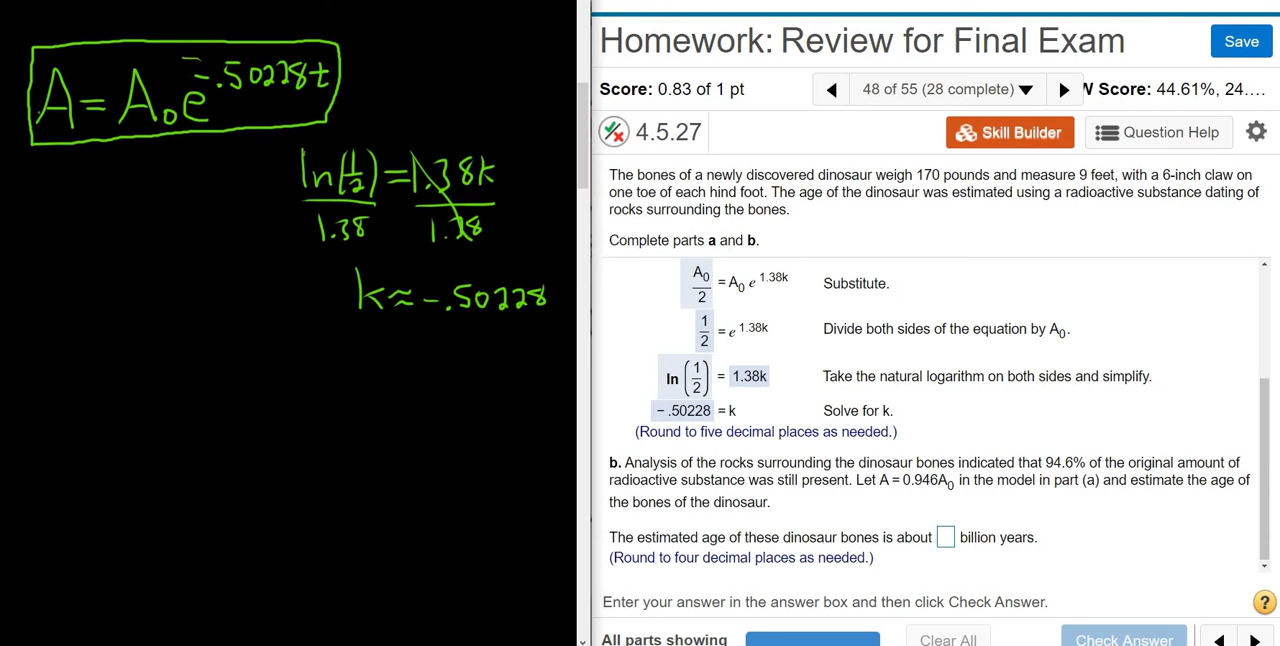 A = A₀e^-.50228t
ln(1/2) = 1.38k
1.38 1.38
k ≈ -.50228
Homework: Review for Final Exam
Save
Score: 0.83 of 1 pt
48 of 55 (28 complete)
Score: 44.61%, 24....
4.5.27
Skill Builder
Question Help
The bones of a newly discovered dinosaur weigh 170 pounds and measure 9 feet, with a 6-inch claw on
one toe of each hind foot. The age of the dinosaur was estimated using a radioactive substance dating of
rocks surrounding the bones.
Complete parts a and b.
A₀/2 = A₀ e^1.38k Substitute.
1/2 = e^1.38k Divide both sides of the equation by A₀.
ln (1/2) = 1.38k Take the natural logarithm on both sides and simplify.
- .50228 = k Solve for k.
(Round to five decimal places as needed.)
b. Analysis of the rocks surrounding the dinosaur bones indicated that 94.6% of the original amount of
radioactive substance was still present. Let A = 0.946A₀ in the model in part (a) and estimate the age of
the bones of the dinosaur.
The estimated age of these dinosaur bones is about billion years.
(Round to four decimal places as needed.)
Enter your answer in the answer box and then click Check Answer.
?
All parts showing
Clear All
Check Answer